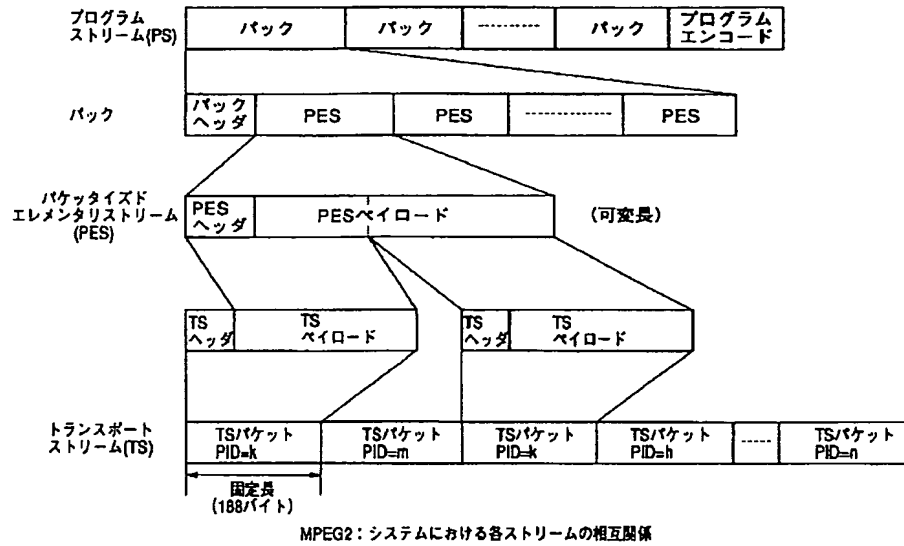 プログラム
ストリーム(PS)
パック
パック
パック
プログラム
エンコード
パック
パック
ヘッダ
PES
PES
PES
パケッタイズド
エレメンタリストリーム
(PES)
PES
ヘッダ
PESペイロード
(可変長)
TS
ヘッダ
TS
ペイロード
TS
ヘッダ
TS
ペイロード
トランスポート
ストリーム(TS)
TSパケット
PID=k
TSパケット
PID=m
TSパケット
PID=k
TSパケット
PID=h
TSパケット
PID=n
固定長
(188バイト)
MPEG2：システムにおける各ストリームの相互関係